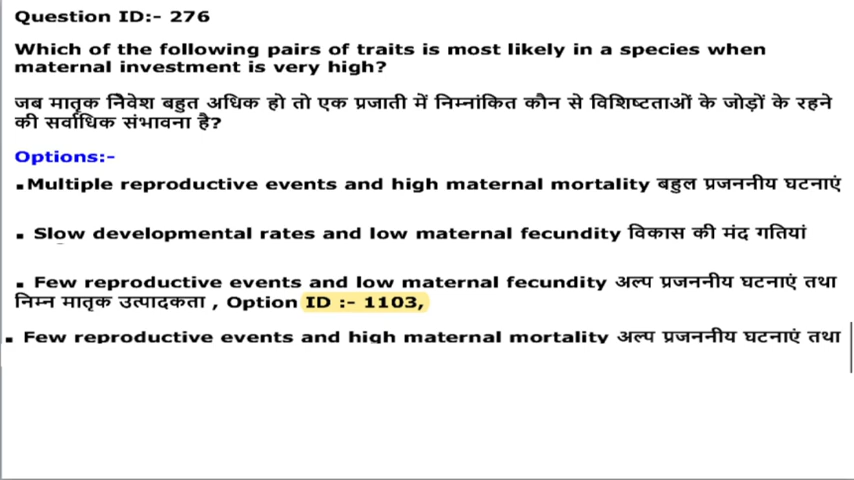 Question ID:- 276
Which of the following pairs of traits is most likely in a species when
maternal investment is very high?
जब मातृक निवेश बहुत अधिक हो तो एक प्रजाती में निम्नांकित कौन से विशिष्टताओं के जोड़ों के रहने
की सर्वाधिक संभावना है?
Options:-
▪Multiple reproductive events and high maternal mortality बहुल प्रजननीय घटनाएं
▪ Slow developmental rates and low maternal fecundity विकास की मंद गतियां
▪ Few reproductive events and low maternal fecundity अल्प प्रजननीय घटनाएं तथा
निम्न मातृक उत्पादकता , Option ID :- 1103,
▪ Few reproductive events and high maternal mortality अल्प प्रजननीय घटनाएं तथा